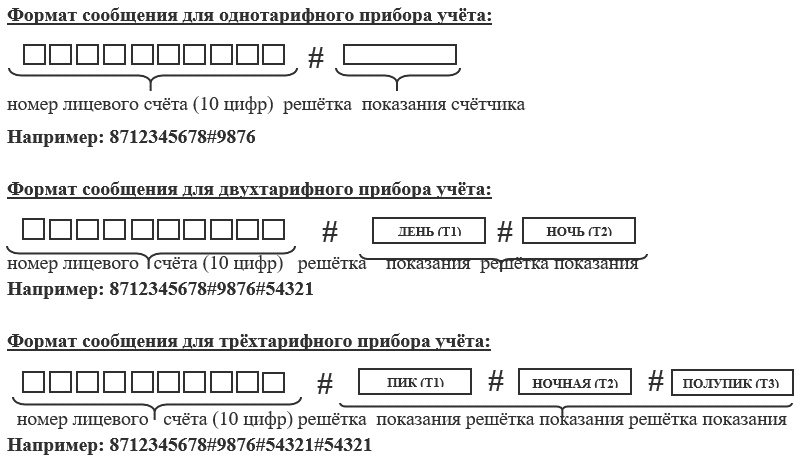 Формат сообщения для однотарифного прибора учёта:
#
номер лицевого счёта (10 цифр) решётка показания счётчика
Например: 8712345678#9876
Формат сообщения для двухтарифного прибора учёта:
# ДЕНЬ (Т1) # НОЧЬ (Т2)
номер лицевого счёта (10 цифр) решётка показания решётка показания
Например: 8712345678#9876#54321
Формат сообщения для трёхтарифного прибора учёта:
# ПИК (Т1) # НОЧНАЯ (Т2) # ПОЛУПИК (Т3)
номер лицевого счёта (10 цифр) решётка показания решётка показания решётка показания
Например: 8712345678#9876#54321#54321